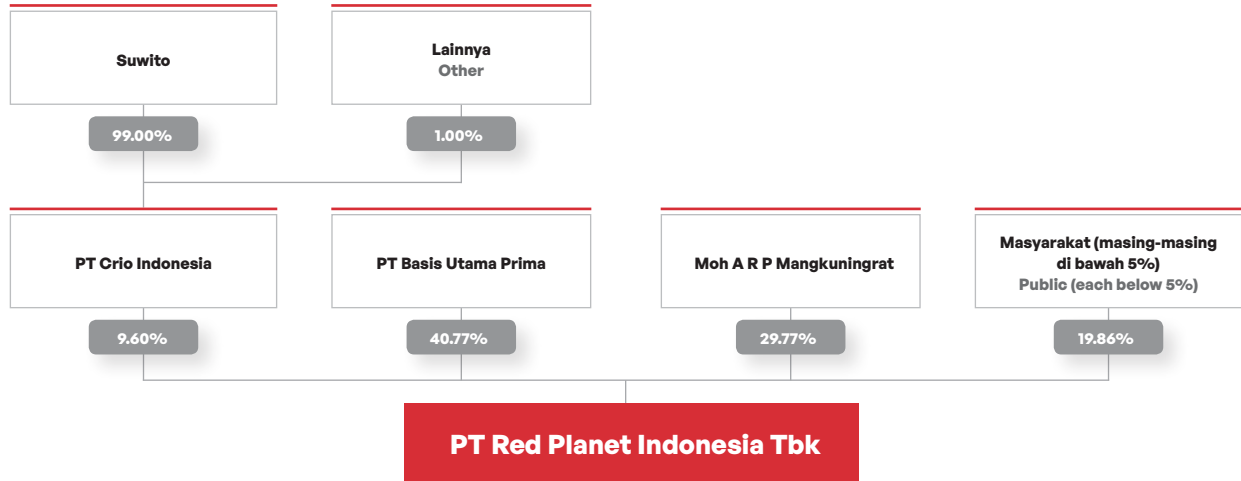 Suwito
Lainnya
Other
99.00%
1.00%
PT Crio Indonesia
PT Basis Utama Prima
Moh A R P Mangkuningrat
Masyarakat (masing-masing
di bawah 5%)
Public (each below 5%)
9.60%
40.77%
29.77%
19.86%
PT Red Planet Indonesia Tbk